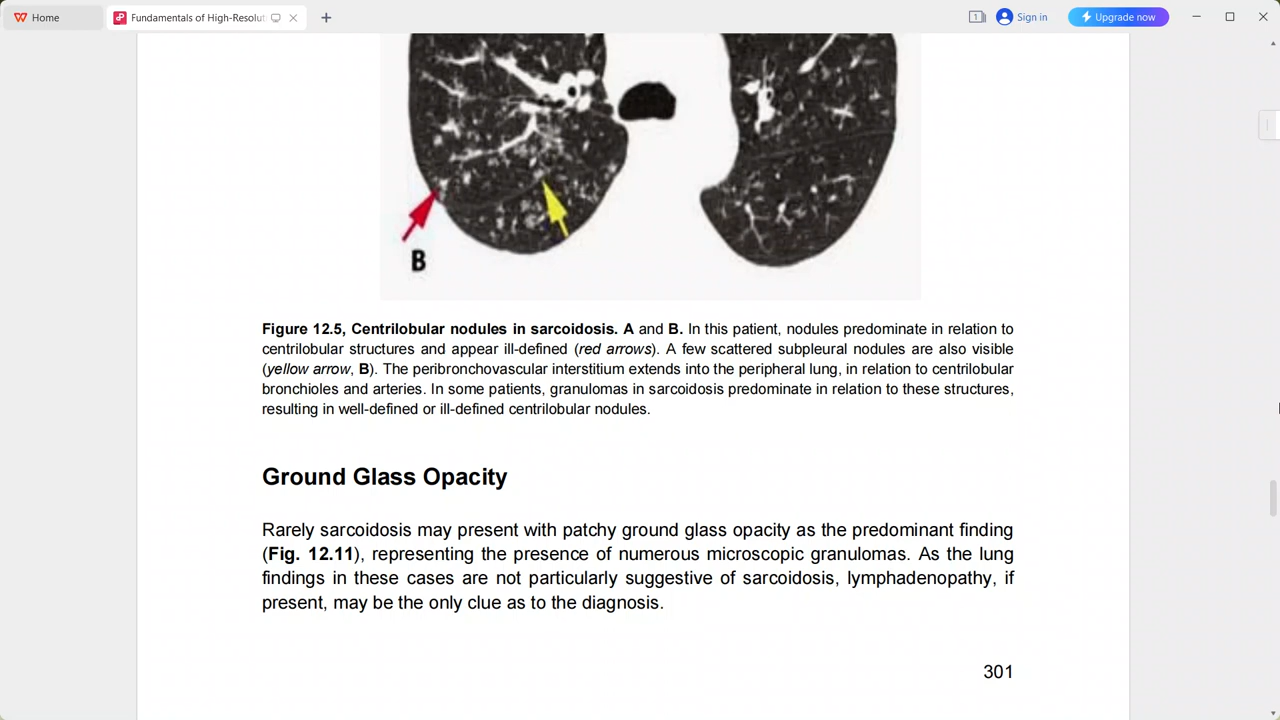 Home
Fundamentals of High-Resolut
1
Sign in
Upgrade now
B
Figure 12.5, Centrilobular nodules in sarcoidosis. A and B. In this patient, nodules predominate in relation to
centrilobular structures and appear ill-defined (red arrows). A few scattered subpleural nodules are also visible
(yellow arrow, B). The peribronchovascular interstitium extends into the peripheral lung, in relation to centrilobular
bronchioles and arteries. In some patients, granulomas in sarcoidosis predominate in relation to these structures,
resulting in well-defined or ill-defined centrilobular nodules.
Ground Glass Opacity
Rarely sarcoidosis may present with patchy ground glass opacity as the predominant finding
(Fig. 12.11), representing the presence of numerous microscopic granulomas. As the lung
findings in these cases are not particularly suggestive of sarcoidosis, lymphadenopathy, if
present, may be the only clue as to the diagnosis.
301